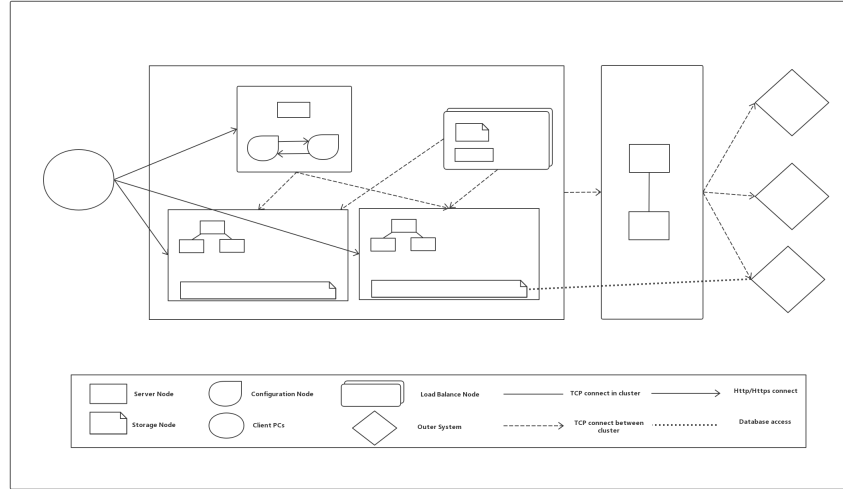 Server Node
Configuration Node
Load Balance Node
TCP connect in cluster
Http/Https connect
Storage Node
Client PCs
Outer System
TCP connect between
cluster
Database access